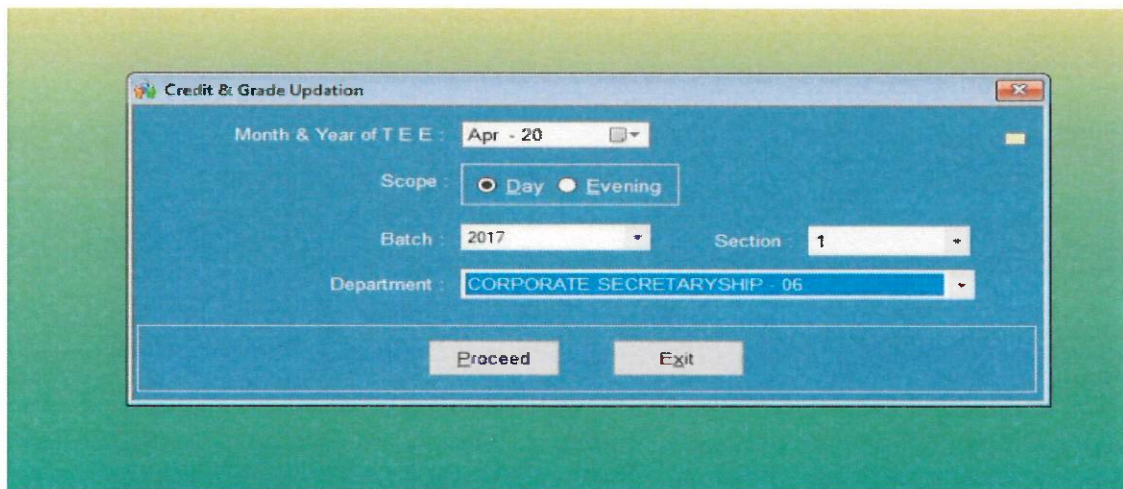 Credit & Grade Updation
Month & Year of T E E : Apr - 20
Scope : Day Evening
Batch : 2017 Section : 1
Department : CORPORATE SECRETARYSHIP - 06
Proceed Exit